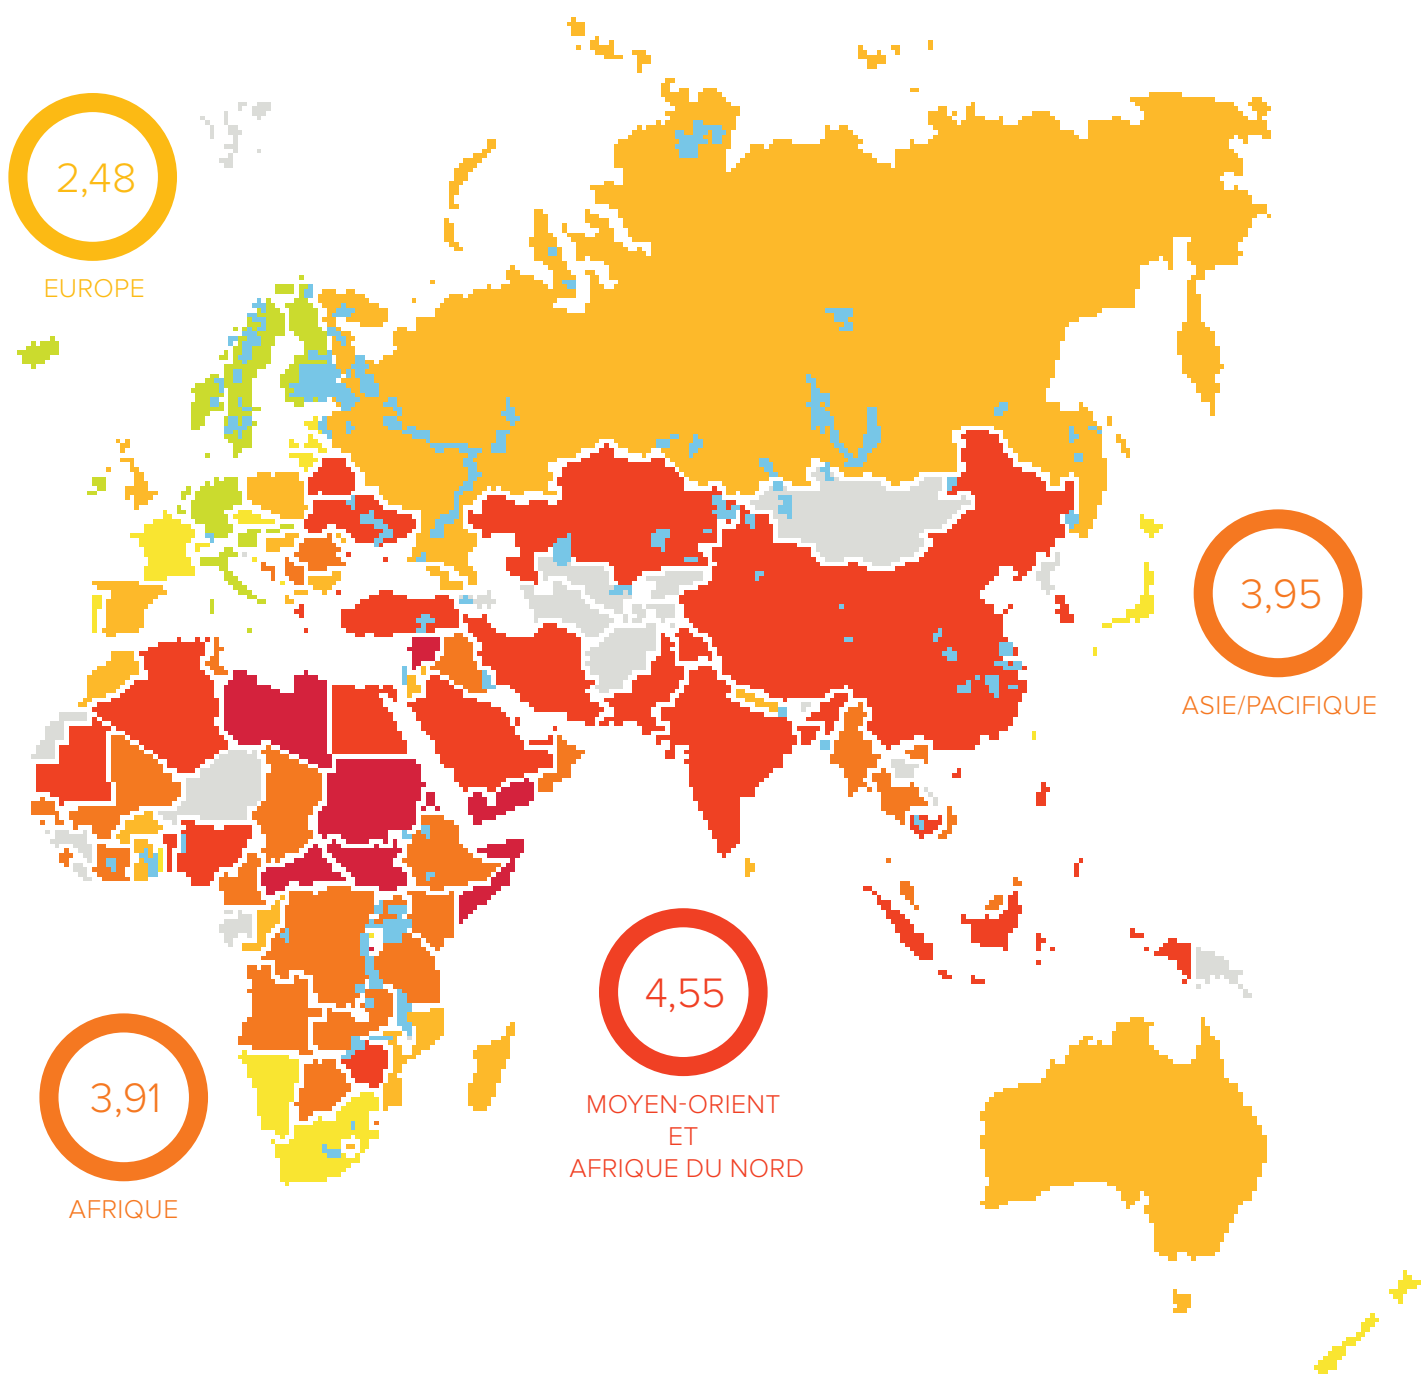 2,48
EUROPE
3,95
ASIE/PACIFIQUE
4,55
MOYEN-ORIENT
ET
AFRIQUE DU NORD
3,91
AFRIQUE